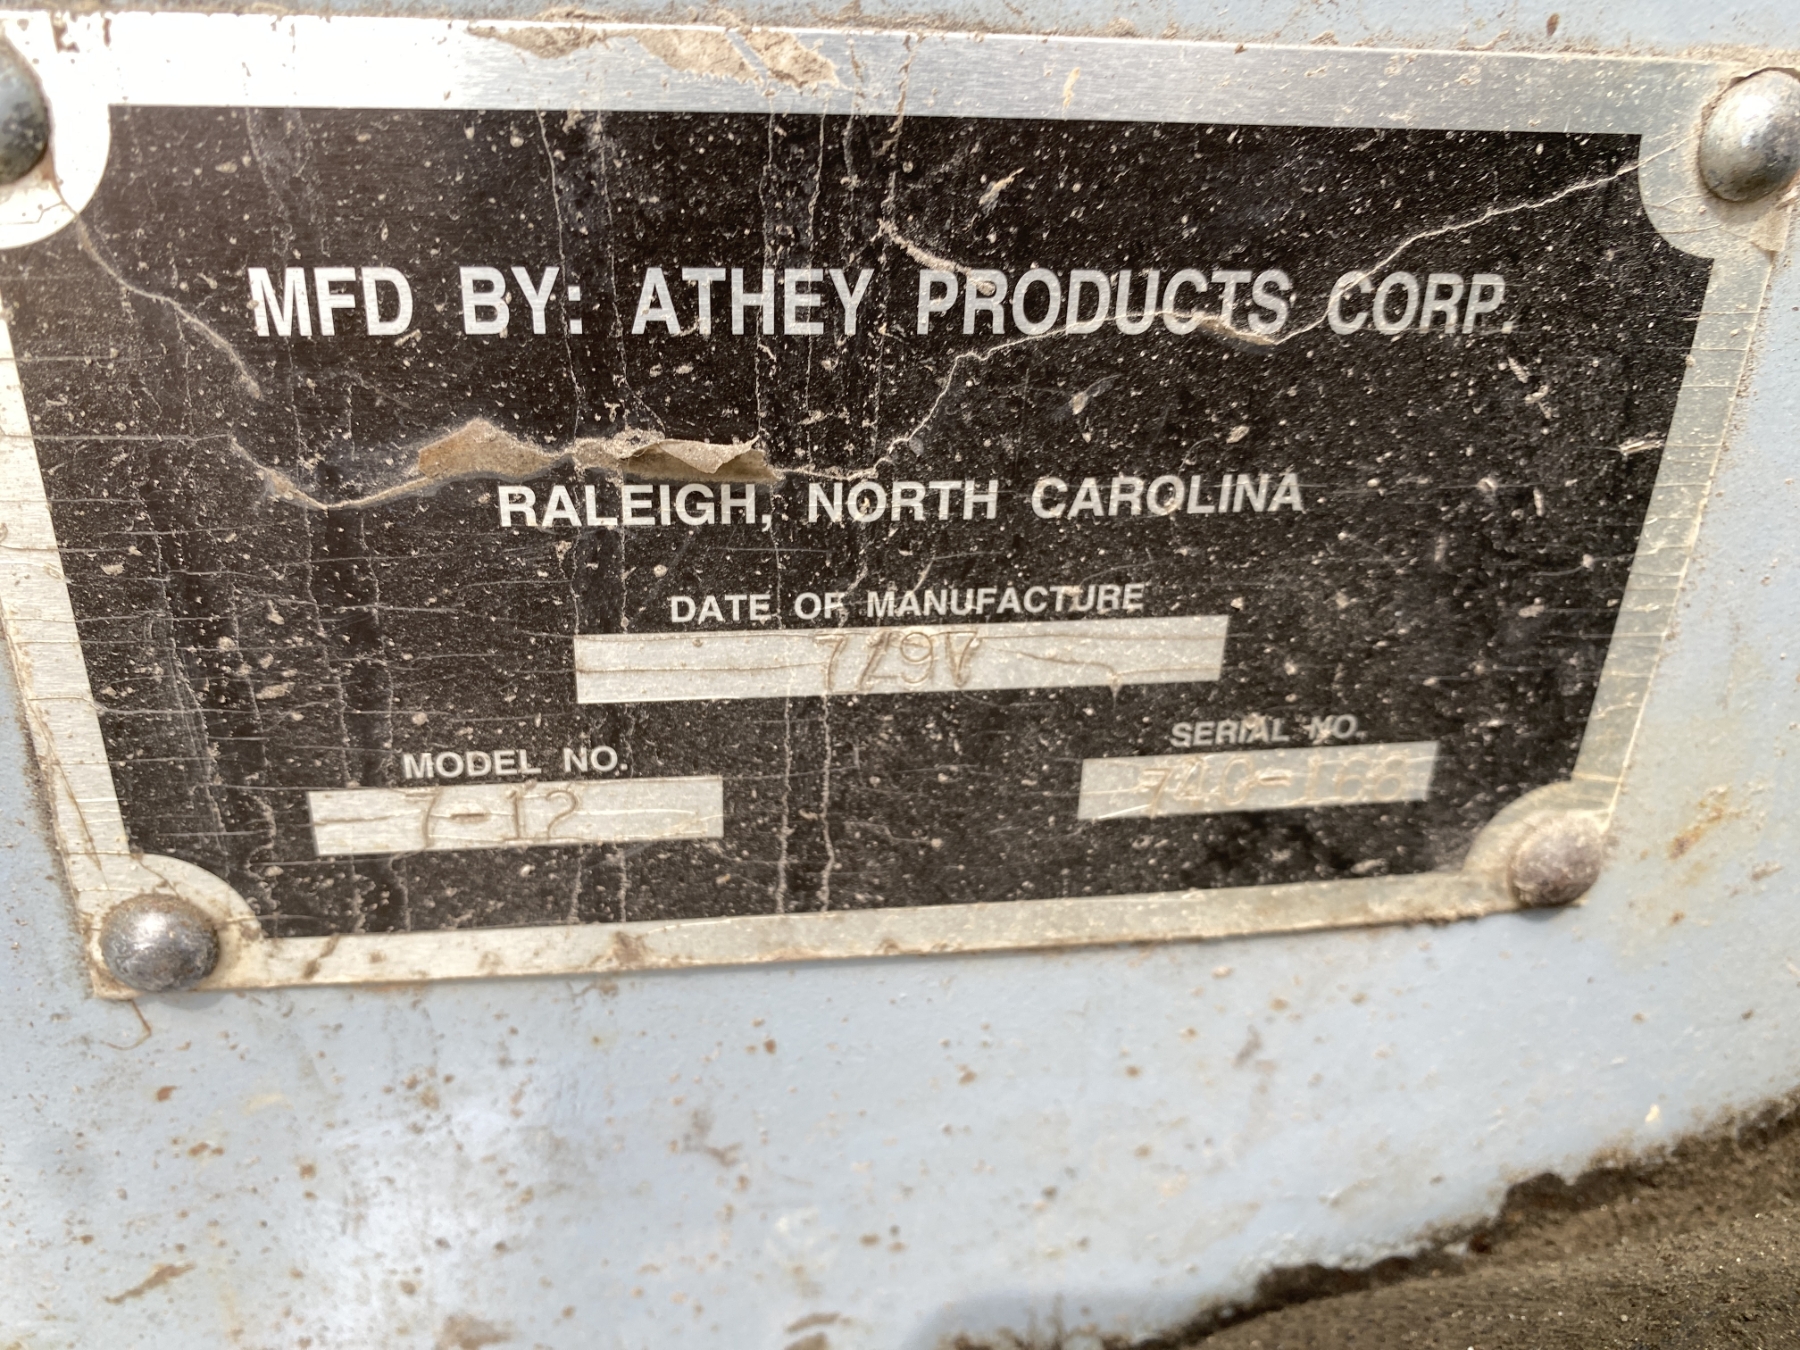 MFD BY: ATHEY PRODUCTS CORP.
RALEIGH, NORTH CAROLINA
DATE OF MANUFACTURE
MODEL NO.
7-12
SERIAL NO.